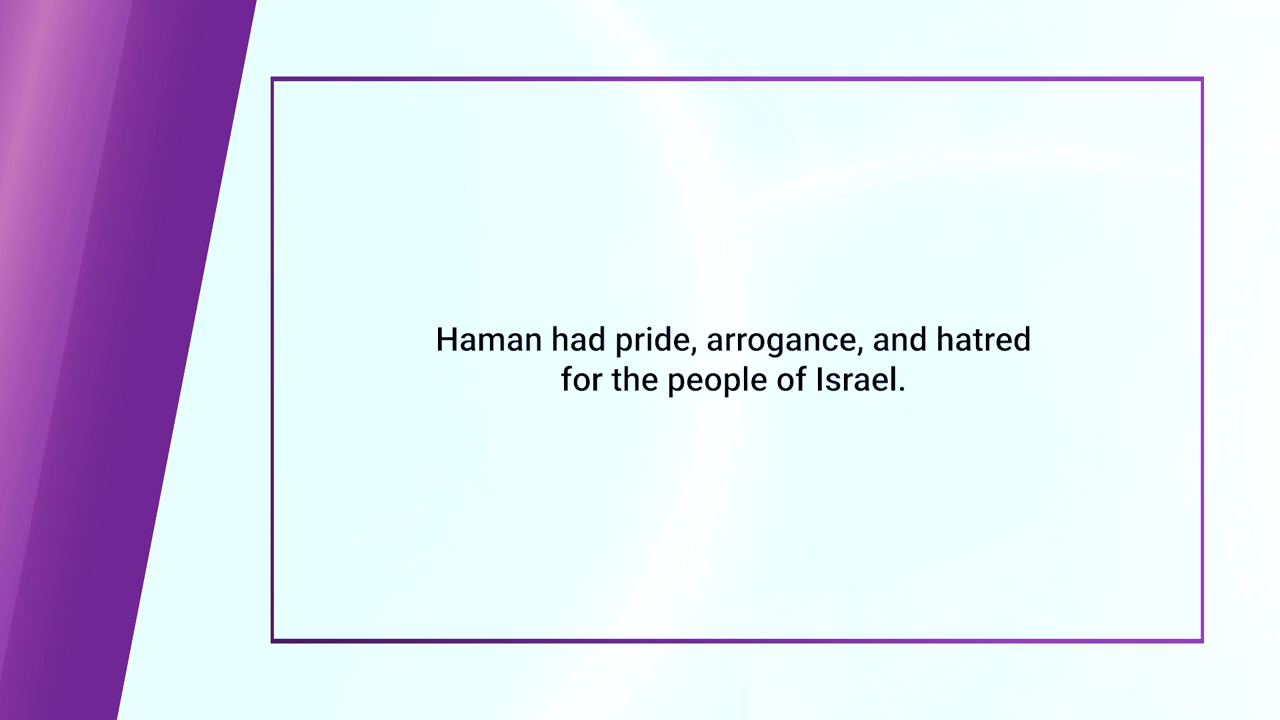 Haman had pride, arrogance, and hatred
for the people of Israel.